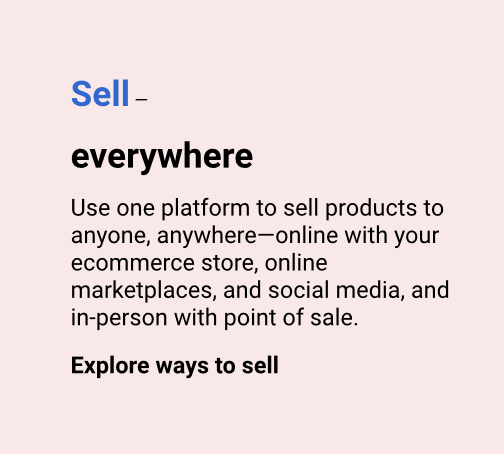 Sell –
everywhere
Use one platform to sell products to
anyone, anywhere—online with your
ecommerce store, online
marketplaces, and social media, and
in-person with point of sale.
Explore ways to sell